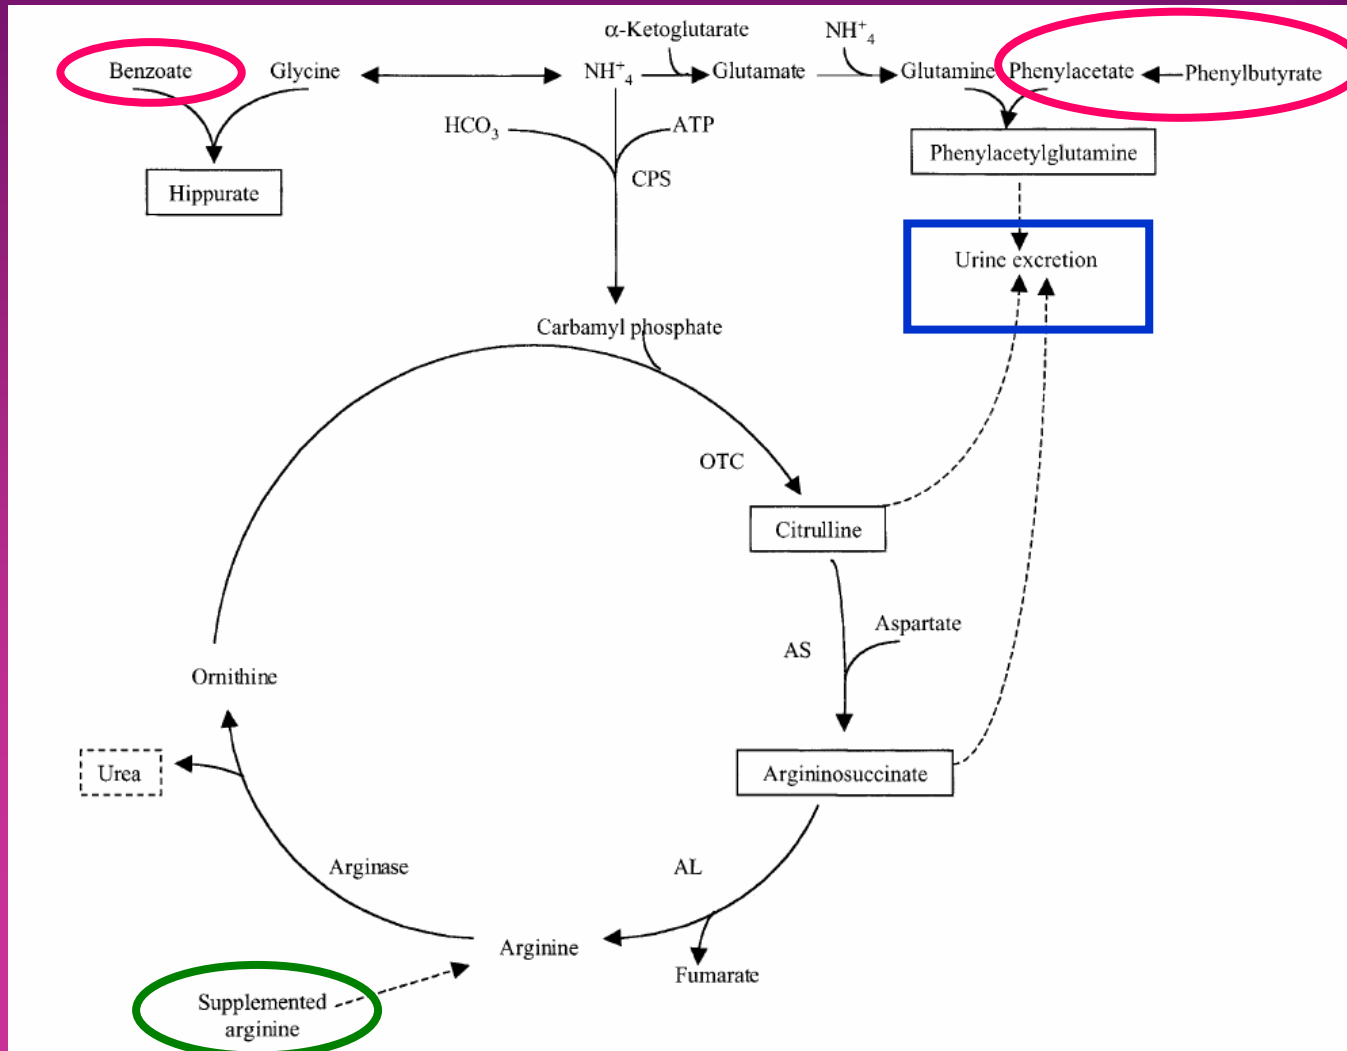 α-Ketoglutarate
NH⁺₄
Benzoate
Glycine
NH⁺₄
Glutamate
Glutamine
Phenylacetate
Phenylbutyrate
HCO₃
ATP
CPS
Phenylacetylglutamine
Hippurate
Urine excretion
Carbamyl phosphate
OTC
Citrulline
Aspartate
AS
Ornithine
Urea
Argininosuccinate
Arginase
AL
Arginine
Fumarate
Supplemented
arginine